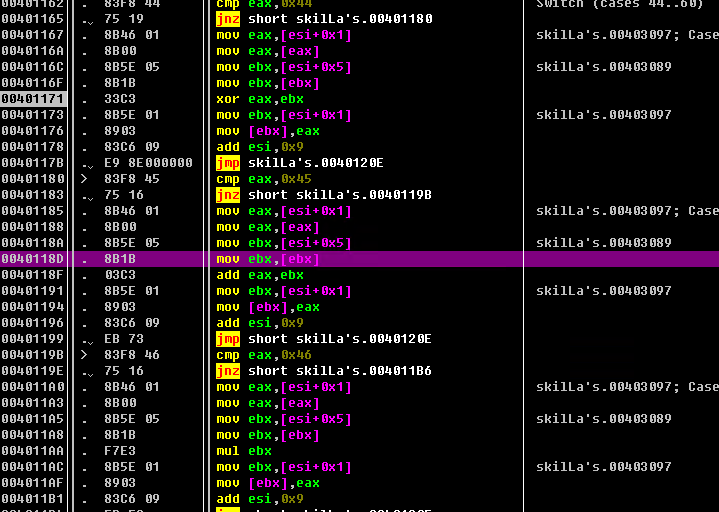 00401162 . 83F8 44 cmp eax,0x44 Switch (cases 44..60)
00401165 . 75 19 jnz short skilLa's.00401180
00401167 . 8B46 01 mov eax,[esi+0x1] skilLa's.00403097; Case
0040116A . 8B00 mov eax,[eax]
0040116C . 8B5E 05 mov ebx,[esi+0x5] skilLa's.00403089
0040116F . 8B1B mov ebx,[ebx]
00401171 . 33C3 xor eax,ebx
00401173 . 8B5E 01 mov ebx,[esi+0x1] skilLa's.00403097
00401176 . 8903 mov [ebx],eax
00401178 . 83C6 09 add esi,0x9
0040117B . E9 8E000000 jmp skilLa's.0040120E
00401180 > 83F8 45 cmp eax,0x45
00401183 . 75 16 jnz short skilLa's.0040119B
00401185 . 8B46 01 mov eax,[esi+0x1] skilLa's.00403097; Case
00401188 . 8B00 mov eax,[eax]
0040118A . 8B5E 05 mov ebx,[esi+0x5] skilLa's.00403089
0040118D . 8B1B mov ebx,[ebx]
0040118F . 03C3 add eax,ebx
00401191 . 8B5E 01 mov ebx,[esi+0x1] skilLa's.00403097
00401194 . 8903 mov [ebx],eax
00401196 . 83C6 09 add esi,0x9
00401199 . EB 73 jmp short skilLa's.0040120E
0040119B > 83F8 46 cmp eax,0x46
0040119E . 75 16 jnz short skilLa's.004011B6
004011A0 . 8B46 01 mov eax,[esi+0x1] skilLa's.00403097; Case
004011A3 . 8B00 mov eax,[eax]
004011A5 . 8B5E 05 mov ebx,[esi+0x5] skilLa's.00403089
004011A8 . 8B1B mov ebx,[ebx]
004011AA . F7E3 mul ebx
004011AC . 8B5E 01 mov ebx,[esi+0x1] skilLa's.00403097
004011AF . 8903 mov [ebx],eax
004011B1 . 83C6 09 add esi,0x9